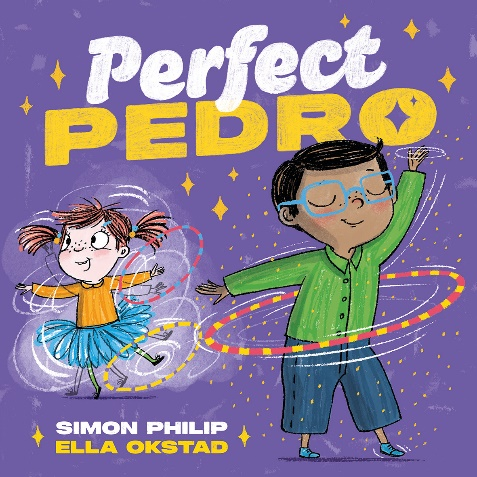 Perfect
PEDRO
SIMON PHILIP
ELLA OKSTAD